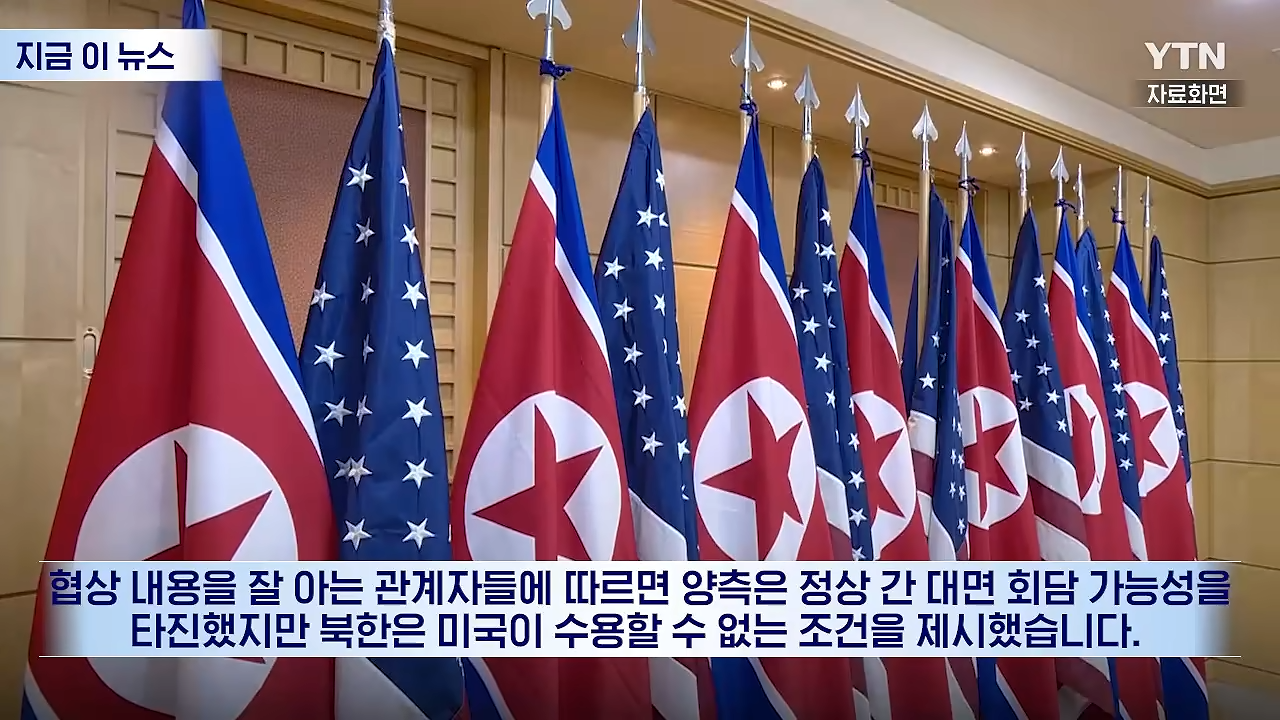 지금 이 뉴스
YTN
자료화면
협상 내용을 잘 아는 관계자들에 따르면 양측은 정상 간 대면 회담 가능성을
타진했지만 북한은 미국이 수용할 수 없는 조건을 제시했습니다.